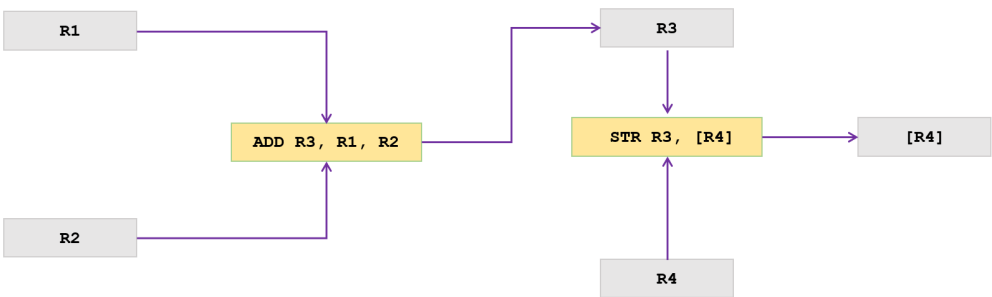 R1
R3
ADD R3, R1, R2
STR R3, [R4]
[R4]
R2
R4